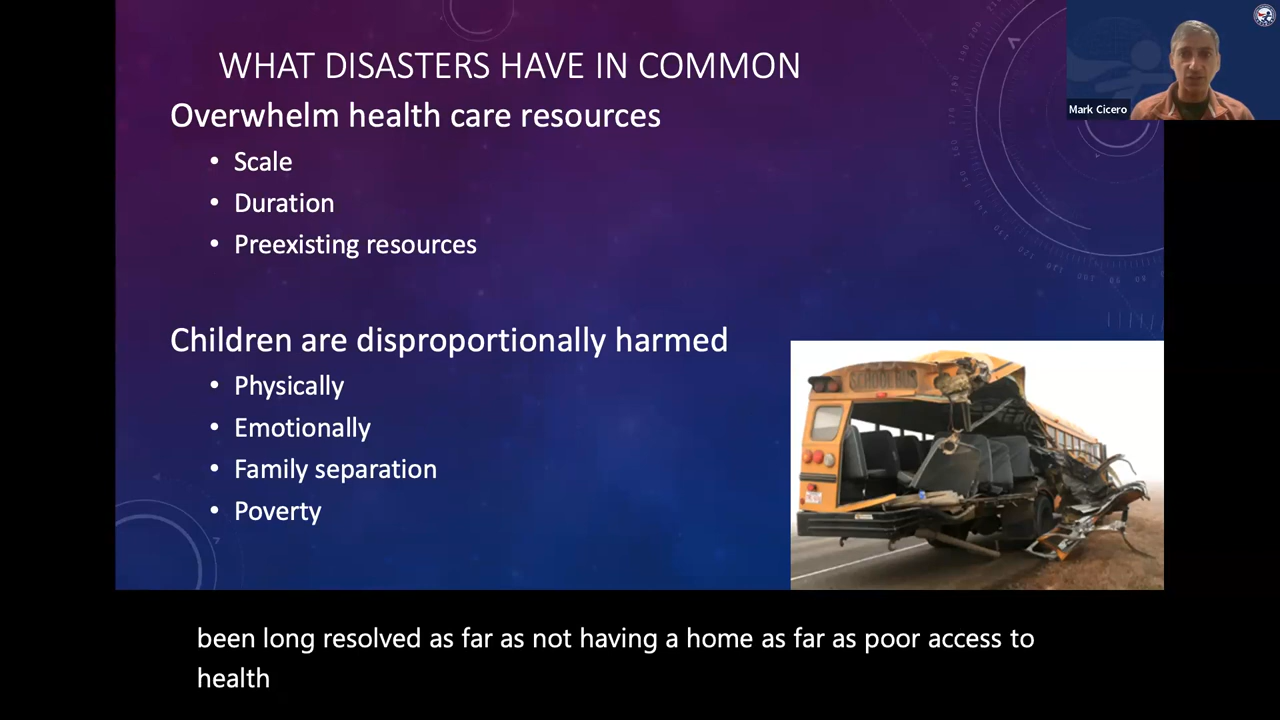 WHAT DISASTERS HAVE IN COMMON
Overwhelm health care resources
• Scale
• Duration
• Preexisting resources
Children are disproportionally harmed
• Physically
• Emotionally
• Family separation
• Poverty
Mark Cicero
SCHOOL BUS
been long resolved as far as not having a home as far as poor access to
health